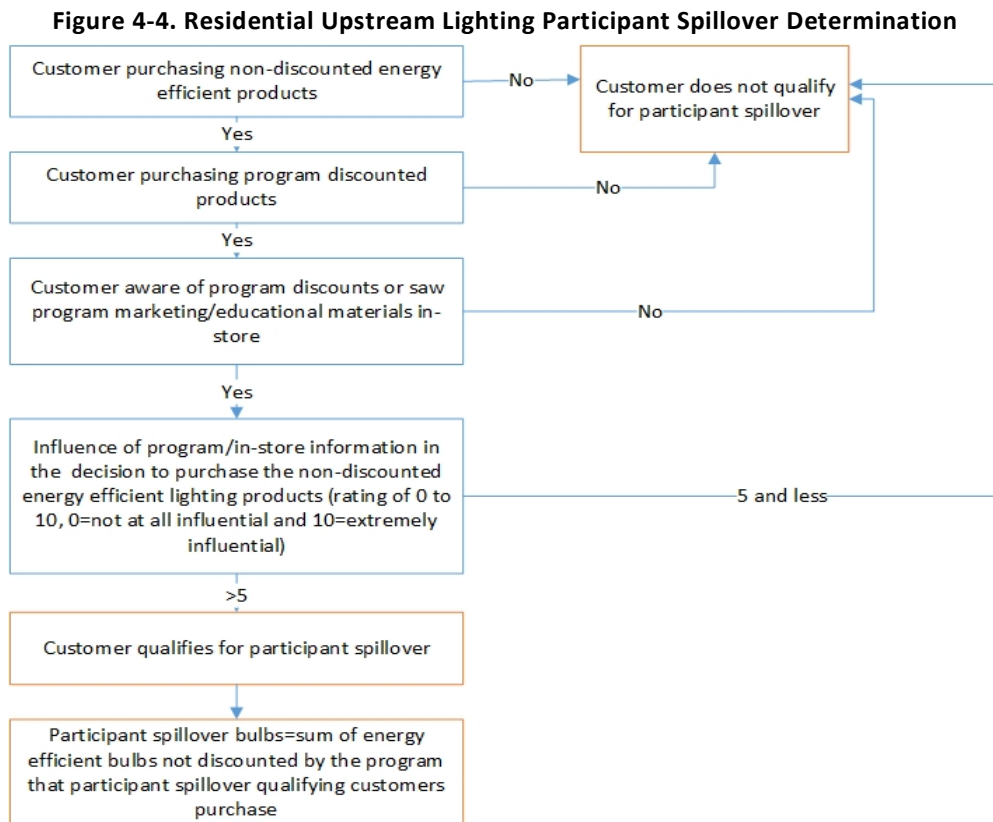 Figure 4-4. Residential Upstream Lighting Participant Spillover Determination
Customer purchasing non-discounted energy
efficient products
No
Customer does not qualify
for participant spillover
Yes
Customer purchasing program discounted
products
No
Yes
Customer aware of program discounts or saw
program marketing/educational materials in-
store
No
Yes
Influence of program/in-store information in
the decision to purchase the non-discounted
energy efficient lighting products (rating of 0 to
10, 0=not at all influential and 10=extremely
influential)
5 and less
>5
Customer qualifies for participant spillover
Participant spillover bulbs=sum of energy
efficient bulbs not discounted by the program
that participant spillover qualifying customers
purchase